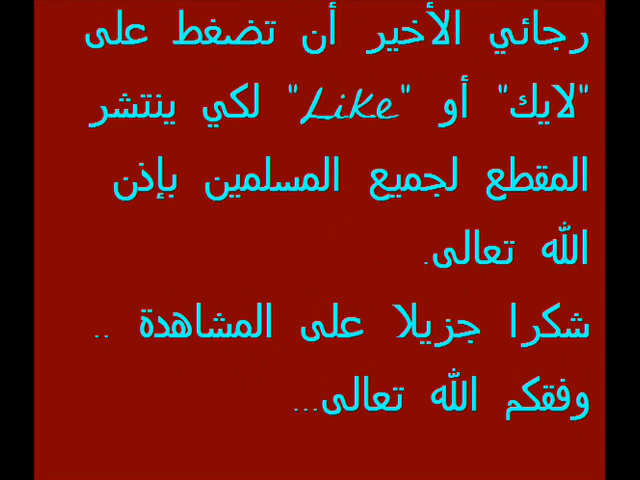 رجائي الأخير أن تضغط على
"لايك" أو "Like" لكي ينتشر
المقطع لجميع المسلمين بإذن
الله تعالى.
شكرا جزيلا على المشاهدة ..
وفقكم الله تعالى...